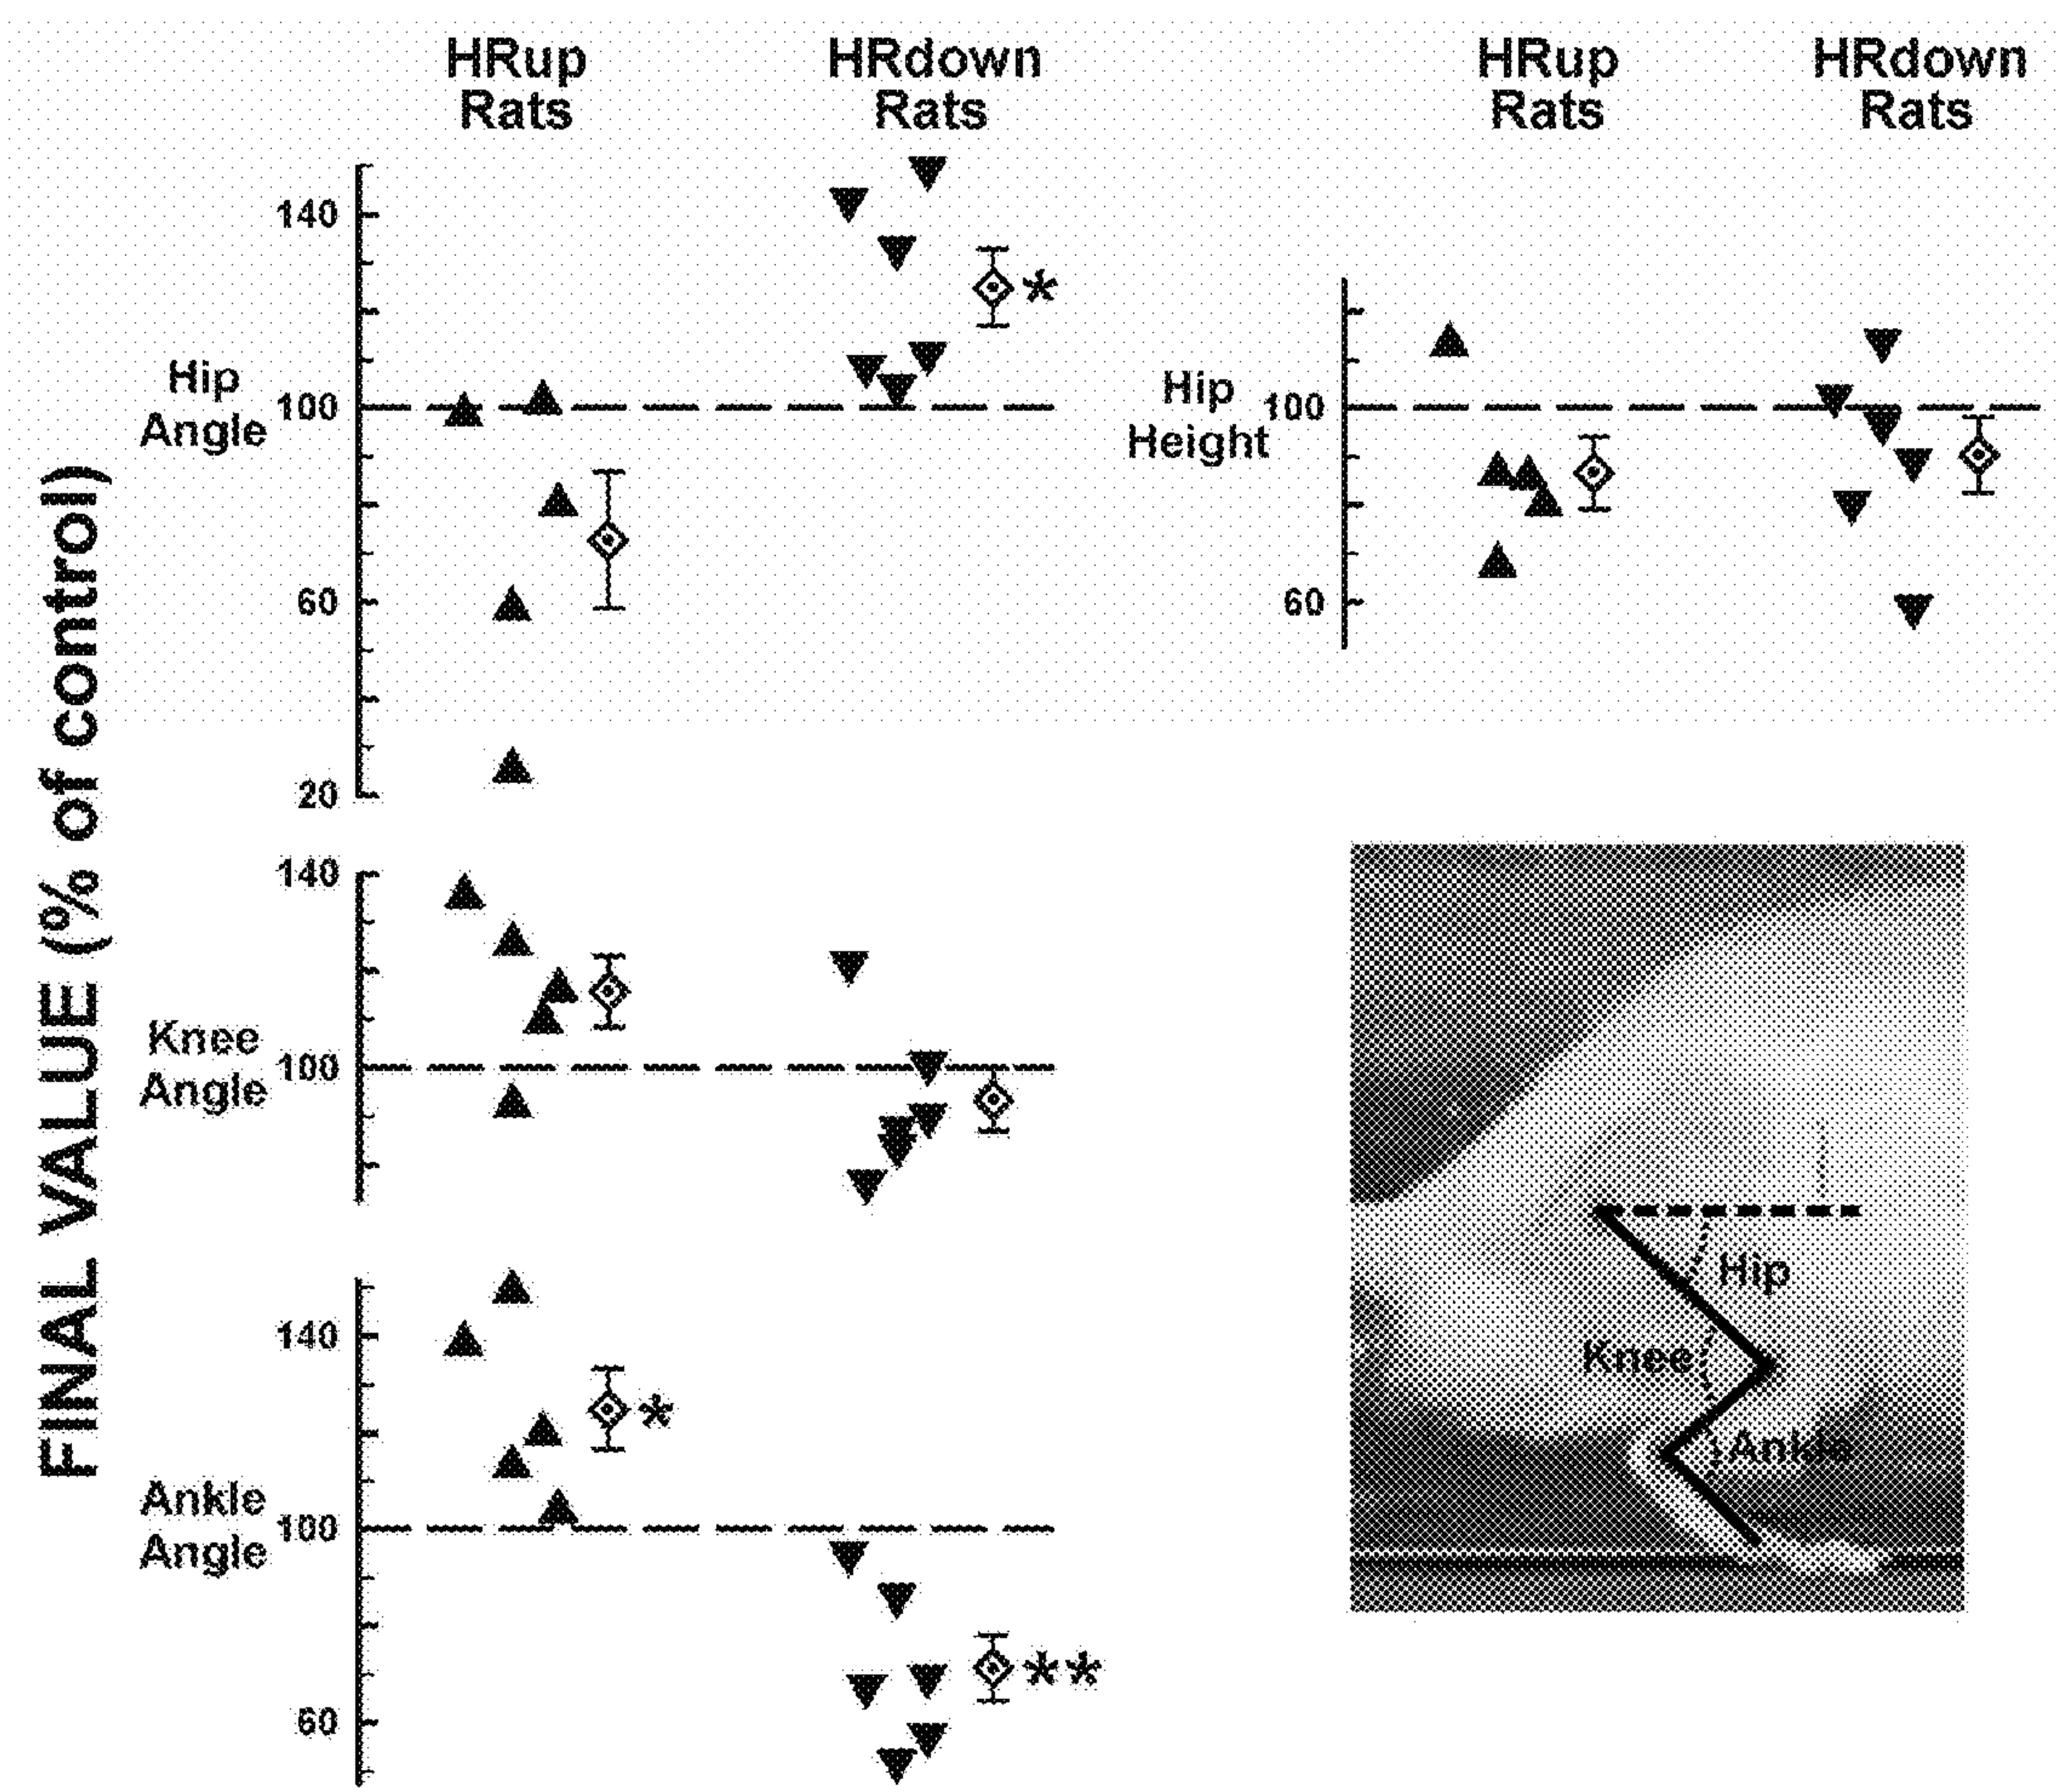 HRup
Rats
HRdown
Rats
HRup
Rats
HRdown
Rats
FINAL VALUE (% of control)
Hip
Angle
140
100
60
20
*
Hip
Height
100
60
Knee
Angle
140
100
Ankle
Angle
140
100
60
*
**
Hip
Knee
Ankle